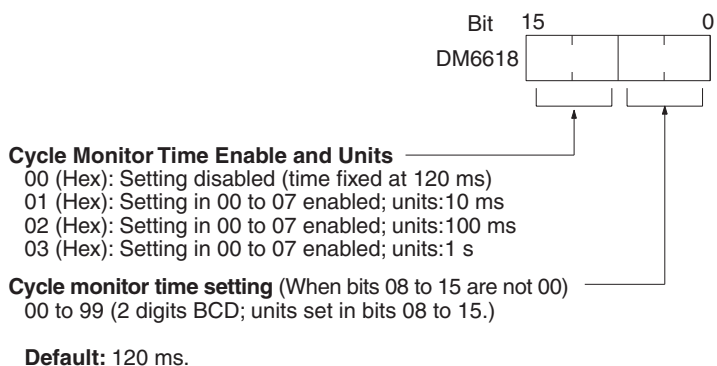 Bit 15 0
DM6618
Cycle Monitor Time Enable and Units
00 (Hex): Setting disabled (time fixed at 120 ms)
01 (Hex): Setting in 00 to 07 enabled; units:10 ms
02 (Hex): Setting in 00 to 07 enabled; units:100 ms
03 (Hex): Setting in 00 to 07 enabled; units:1 s
Cycle monitor time setting (When bits 08 to 15 are not 00)
00 to 99 (2 digits BCD; units set in bits 08 to 15.)
Default: 120 ms.